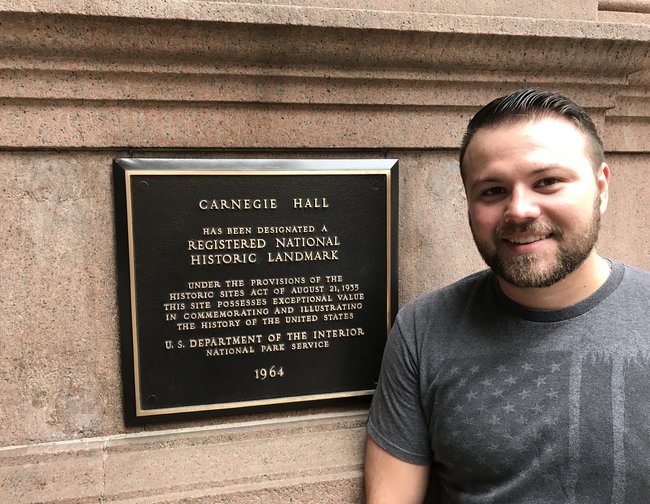 CARNEGIE HALL
HAS BEEN DESIGNATED A
REGISTERED NATIONAL
HISTORIC LANDMARK
UNDER THE PROVISIONS OF THE
HISTORIC SITES ACT OF AUGUST 21, 1935
THIS SITE POSSESSES EXCEPTIONAL VALUE
IN COMMEMORATING AND ILLUSTRATING
THE HISTORY OF THE UNITED STATES
U. S. DEPARTMENT OF THE INTERIOR
NATIONAL PARK SERVICE
1964